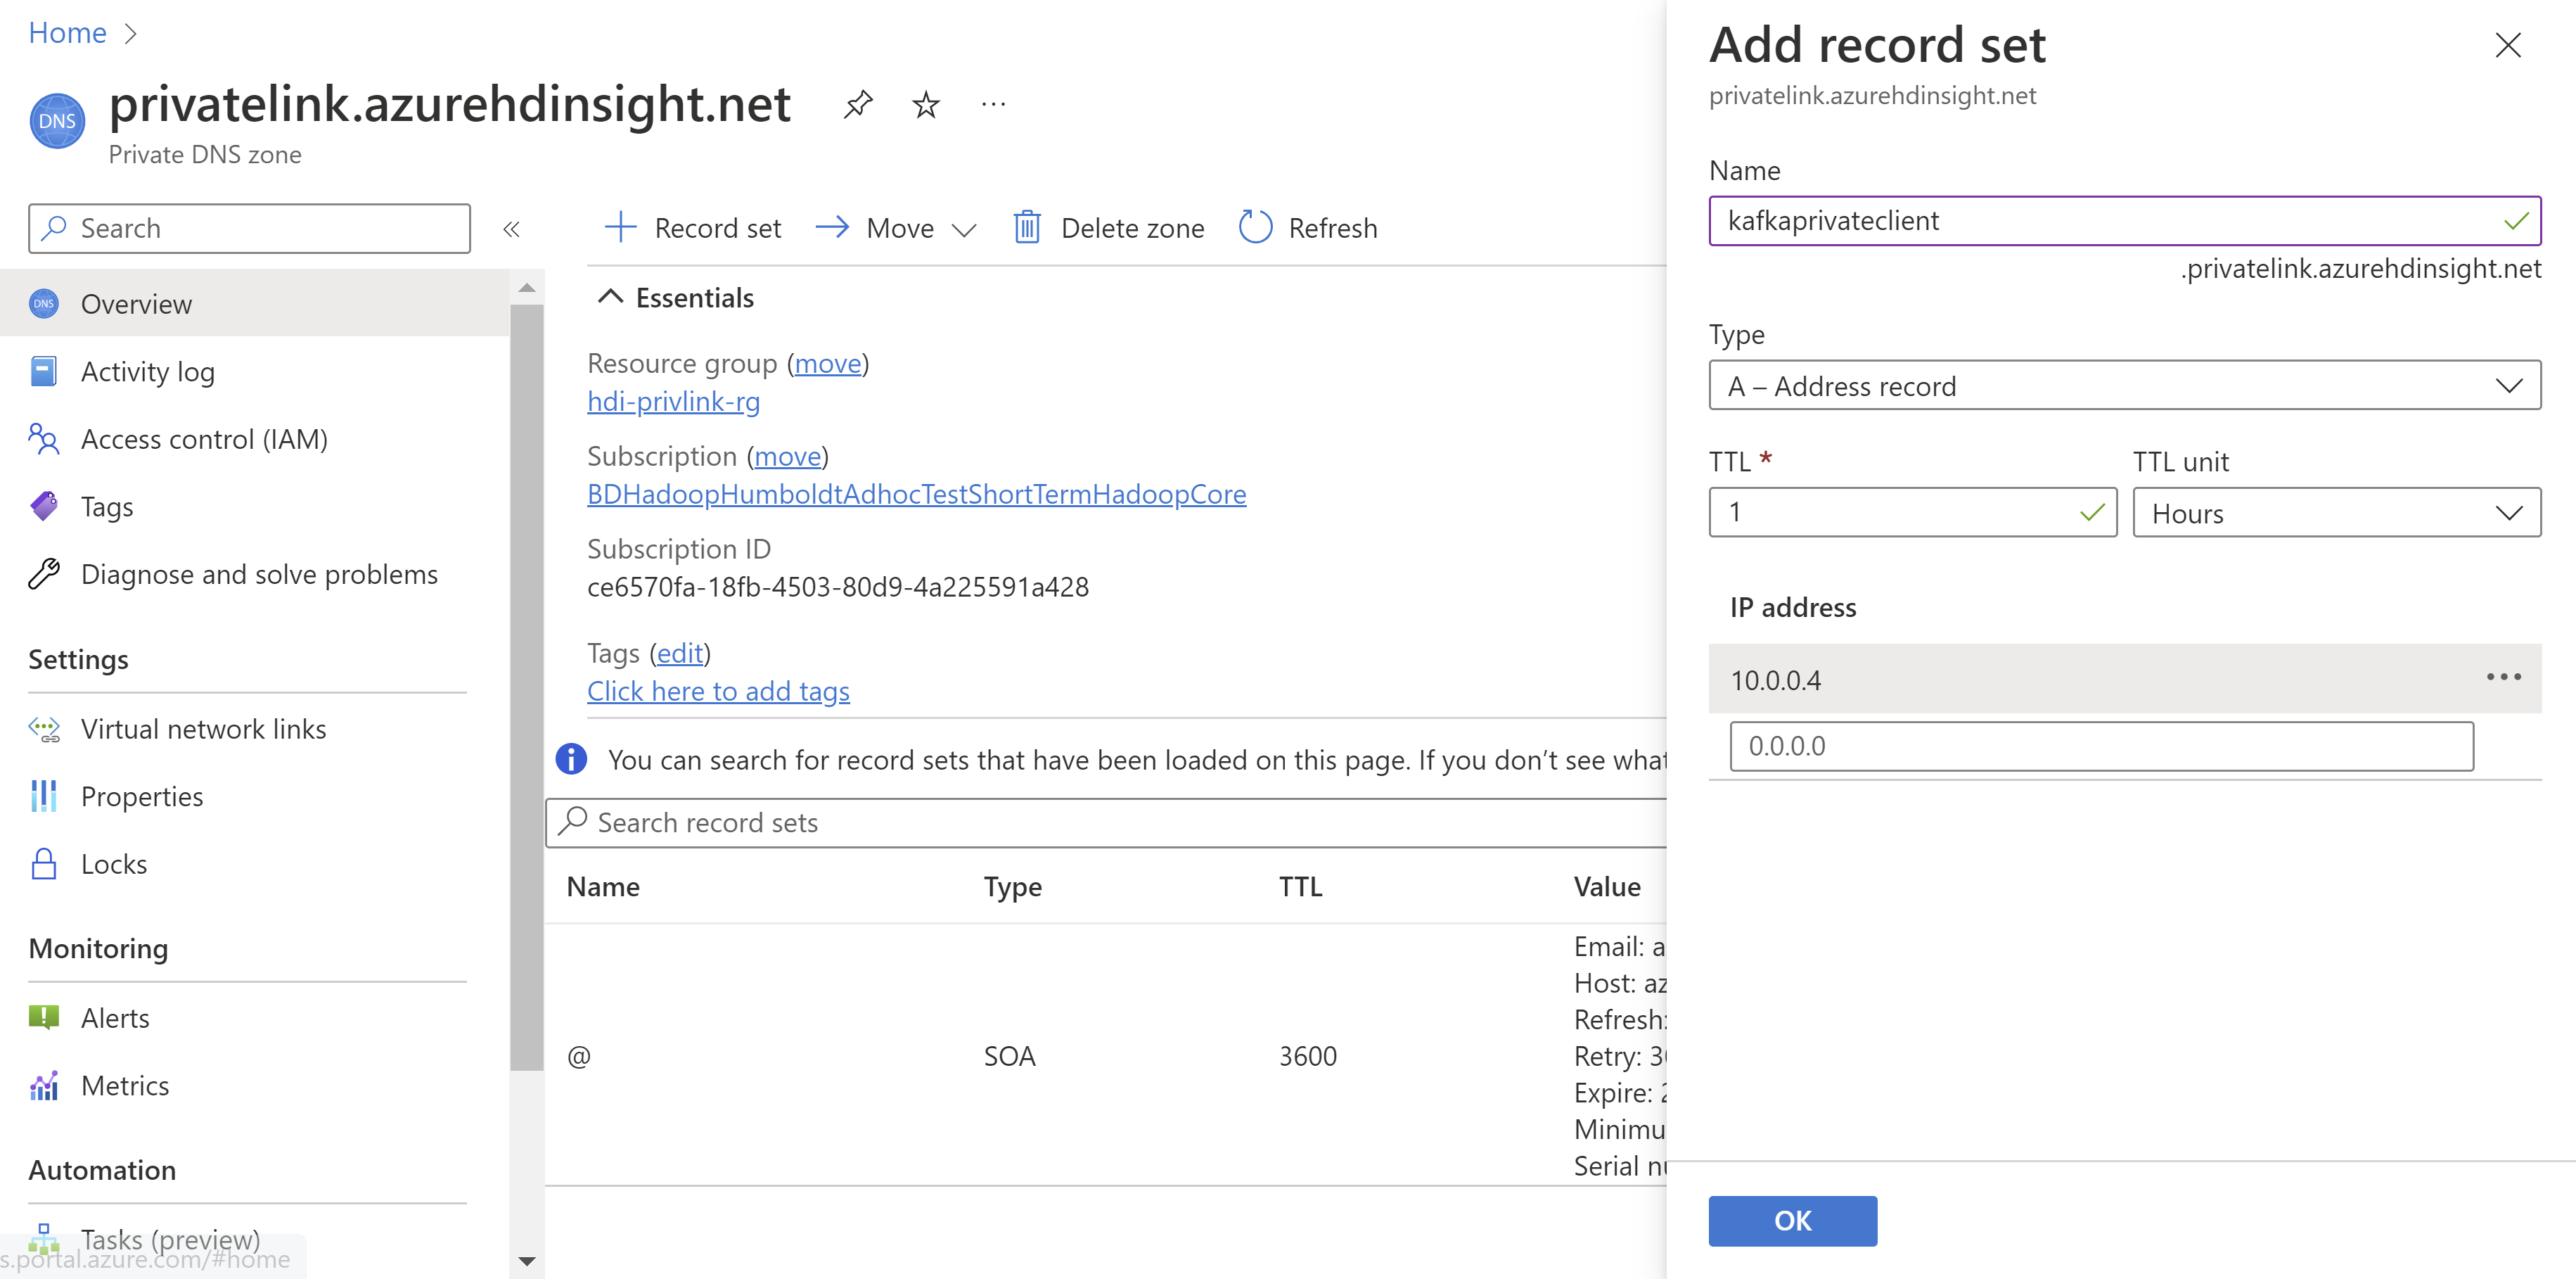 Home
DNS
privatelink.azurehdinsight.net
Private DNS zone
Search
Overview
Activity log
Access control (IAM)
Tags
Diagnose and solve problems
Settings
Virtual network links
Properties
Locks
Monitoring
Alerts
Metrics
Automation
Tasks (preview)
s.portal.azure.com/#home
Record set
Move
Delete zone
Refresh
Essentials
Resource group (move)
hdi-privlink-rg
Subscription (move)
BDHadoopHumboldtAdhocTestShortTermHadoopCore
Subscription ID
ce6570fa-18fb-4503-80d9-4a225591a428
Tags (edit)
Click here to add tags
You can search for record sets that have been loaded on this page. If you don’t see what
Search record sets
Name Type TTL Value
@ SOA 3600
Email: a
Host: az
Refresh:
Retry: 3
Expire: 2
Minimu
Serial nu
Add record set
privatelink.azurehdinsight.net
Name
kafkaprivateclient
.privatelink.azurehdinsight.net
Type
A – Address record
TTL * TTL unit
1 Hours
IP address
10.0.0.4
0.0.0.0
OK